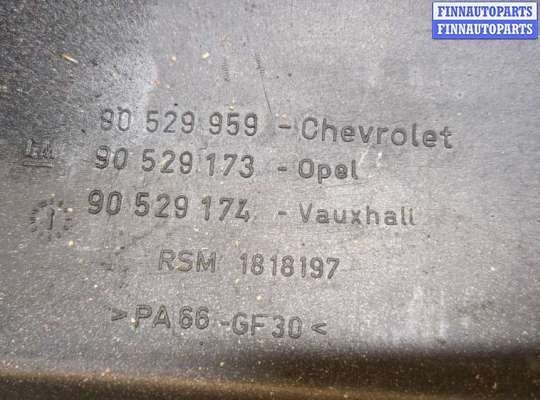 FINNAUTOPARTS
FINNAUTOPARTS
90 529 959 - Chevrolet
90 529 173 - Opel
90 529 174 - Vauxhall
RSM 1818197
>PA66-GF30<